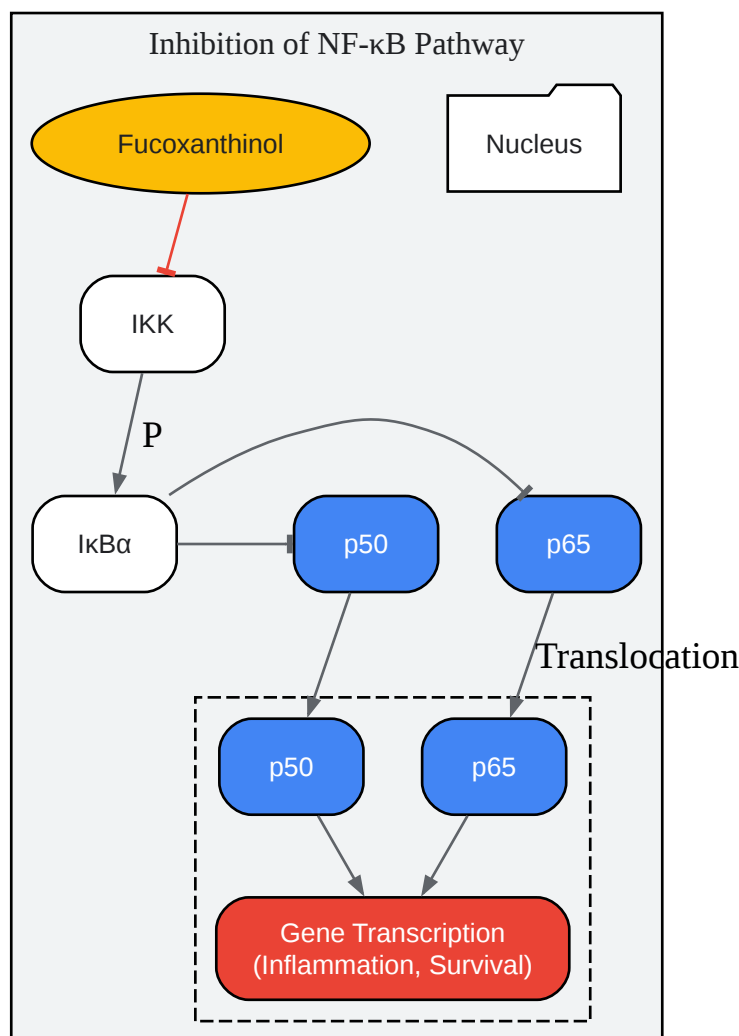 Inhibition of NF-κB Pathway
Fucoxanthinol
Nucleus
IKK
P
IκBα
p50
p65
Translocation
p50
p65
Gene Transcription
(Inflammation, Survival)